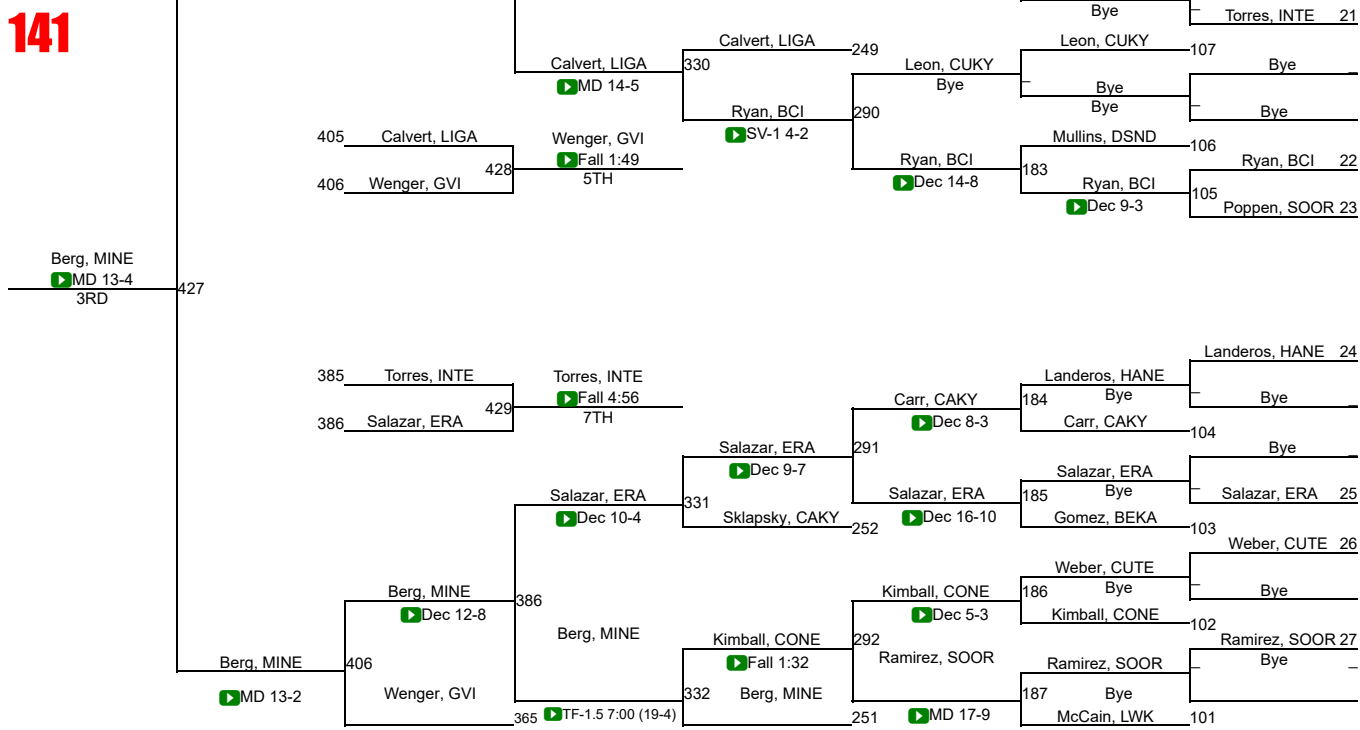 141
Bye
Torres, INTE 21
Calvert, LIGA
249
Leon, CUKY
107
Calvert, LIGA
330
Leon, CUKY
Bye
MD 14-5
Bye
Bye
Bye
Bye
Ryan, BCI
290
SV-1 4-2
405 Calvert, LIGA
Wenger, GVI
Mullins, DSND
106
Fall 1:49
Ryan, BCI
Ryan, BCI 22
428
183
5TH
406 Wenger, GVI
Dec 14-8
Ryan, BCI
105
Dec 9-3
Poppen, SOOR 23
Berg, MINE
MD 13-4
427
3RD
Landeros, HANE 24
385 Torres, INTE
Torres, INTE
Landeros, HANE
Fall 4:56
Carr, CAKY
184
Bye
Bye
429
7TH
386 Salazar, ERA
Dec 8-3
Carr, CAKY
104
Salazar, ERA
291
Bye
Dec 9-7
Salazar, ERA
Salazar, ERA
Salazar, ERA
185
Bye
Salazar, ERA 25
331
Dec 10-4
Sklapsky, CAKY
252
Dec 16-10
Gomez, BEKA
103
Weber, CUTE 26
Weber, CUTE
Berg, MINE
386
Kimball, CONE
186
Bye
Bye
Dec 12-8
Dec 5-3
Kimball, CONE
102
Berg, MINE
Kimball, CONE
292
Ramirez, SOOR 27
Berg, MINE
406
Fall 1:32
Ramirez, SOOR
Ramirez, SOOR
Bye
MD 13-2
Wenger, GVI
332
Berg, MINE
187
Bye
365
TF-1.5 7:00 (19-4)
251
MD 17-9
McCain, LWK
101